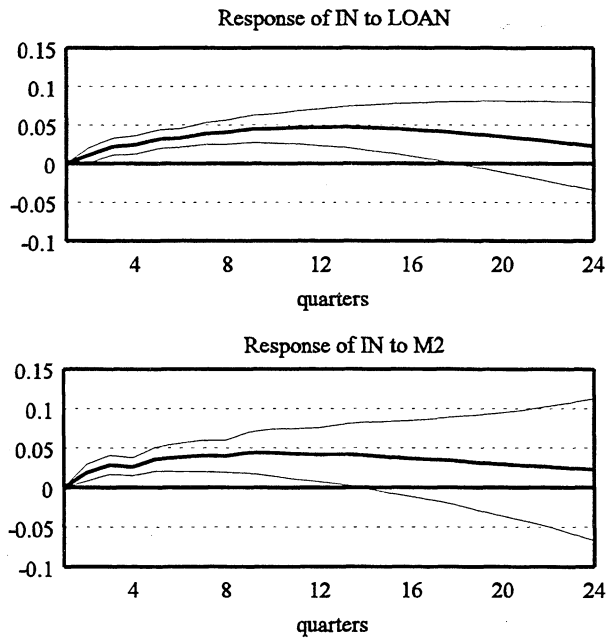 Response of IN to LOAN
0.15
0.1
0.05
0
-0.05
-0.1
4 8 12 16 20 24
quarters
Response of IN to M2
0.15
0.1
0.05
0
-0.05
-0.1
4 8 12 16 20 24
quarters